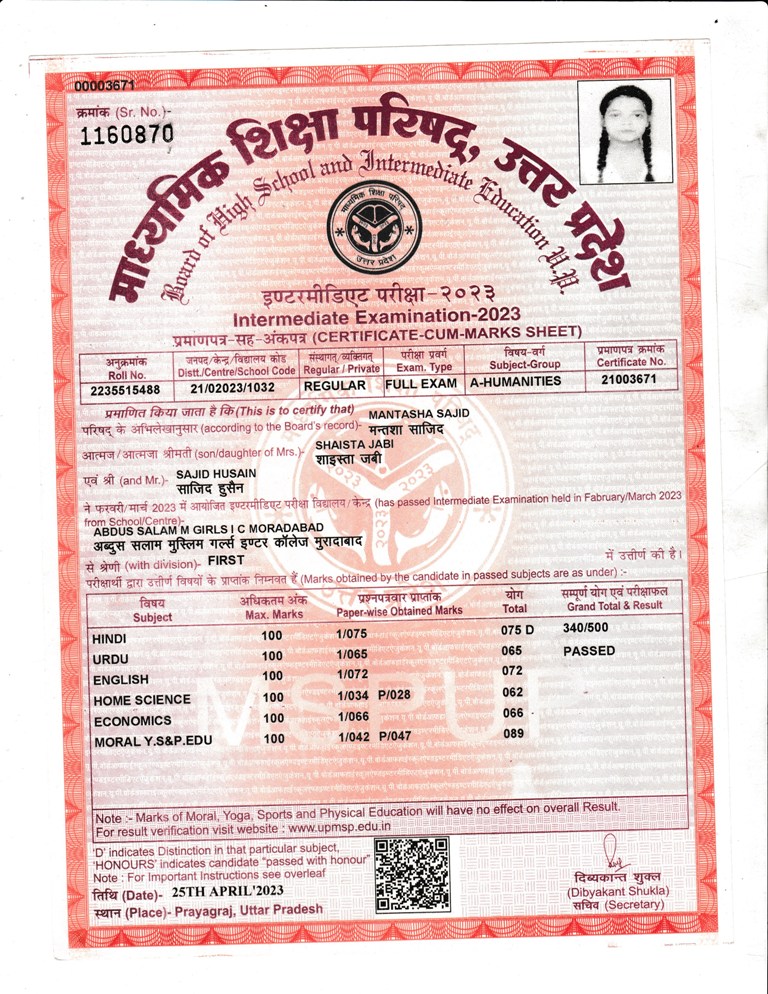 00003671
क्रमांक (Sr. No.)-
1160870
माध्यमिक शिक्षा परिषद्, उत्तर प्रदेश
Board of High School and Intermediate Education U.P.
माध्यमिक शिक्षा परिषद
उत्तर प्रदेश
इण्टरमीडिएट परीक्षा-२०२३
Intermediate Examination-2023
प्रमाणपत्र-सह-अंकपत्र (CERTIFICATE-CUM-MARKS SHEET)
अनुक्रमांक जनपद/केन्द्र/विद्यालय कोड संस्थागत/व्यक्तिगत परीक्षा प्रवर्ग विषय-वर्ग प्रमाणपत्र क्रमांक
Roll No. Distt./Centre/School Code Regular / Private Exam. Type Subject-Group Certificate No.
2235515488 21/02023/1032 REGULAR FULL EXAM A-HUMANITIES 21003671
प्रमाणित किया जाता है कि (This is to certify that) MANTASHA SAJID
परिषद् के अभिलेखानुसार (according to the Board's record)- मन्तशा साजिद
SHAISTA JABI
आत्मज/आत्मजा श्रीमती (son/daughter of Mrs.)- शाइस्ता जबी
एवं श्री (and Mr.)- SAJID HUSAIN
साजिद हुसैन
ने फरवरी/मार्च 2023 में आयोजित इण्टरमीडिएट परीक्षा विद्यालय/केन्द्र (has passed Intermediate Examination held in Fabruary/March 2023
from School/Centre)-
ABDUS SALAM M GIRLS I C MORADABAD
अब्दुस सलाम मुस्लिम गर्ल्स इण्टर कॉलेज मुरादाबाद
से श्रेणी (with division)- FIRST में उत्तीर्ण की है।
परीक्षार्थी द्वारा उत्तीर्ण विषयों के प्राप्तांक निम्नवत हैं (Marks obtained by the candidate in passed subjects are as under) :-
विषय अधिकतम अंक प्रश्नपत्रवार प्राप्तांक योग सम्पूर्ण योग एवं परीक्षाफल
Subject Max. Marks Paper-wise Obtained Marks Total Grand Total & Result
HINDI 100 1/075 075 D 340/500
URDU 100 1/065 065 PASSED
ENGLISH 100 1/072 072
HOME SCIENCE 100 1/034 P/028 062
ECONOMICS 100 1/066 066
MORAL Y.S&P.EDU 100 1/042 P/047 089
Note :- Marks of Moral, Yoga, Sports and Physical Education will have no effect on overall Result.
For result verification visit website : www.upmsp.edu.in
'D' indicates Distinction in that particular subject,
'HONOURS' indicates candidate "passed with honour"
Note : For Important Instructions see overleaf
तिथि (Date)- 25TH APRIL'2023
स्थान (Place)- Prayagraj, Uttar Pradesh
दिव्यकान्त शुक्ल
(Dibyakant Shukla)
सचिव (Secretary)